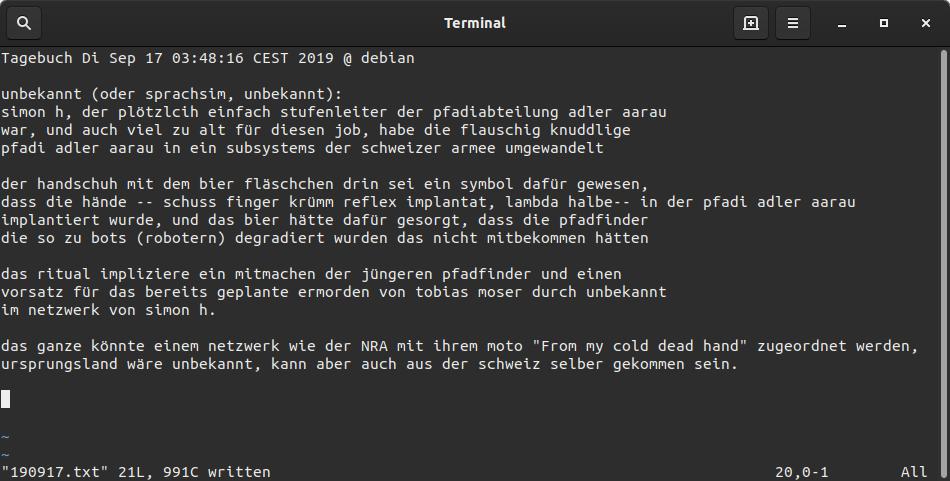 Terminal
Tagebuch Di Sep 17 03:48:16 CEST 2019 @ debian
unbekannt (oder sprachsim, unbekannt):
simon h, der plötzlcih einfach stufenleiter der pfadiabteilung adler aarau
war, und auch viel zu alt für diesen job, habe die flauschig knuddlige
pfadi adler aarau in ein subsystems der schweizer armee umgewandelt
der handschuh mit dem bier fläschchen drin sei ein symbol dafür gewesen,
dass die hände -- schuss finger krümm reflex implantat, lambda halbe-- in der pfadi adler aarau
implantiert wurde, und das bier hätte dafür gesorgt, dass die pfadfinder
die so zu bots (robotern) degradiert wurden das nicht mitbekommen hätten
das ritual impliziere ein mitmachen der jüngeren pfadfinder und einen
vorsatz für das bereits geplante ermorden von tobias moser durch unbekannt
im netzwerk von simon h.
das ganze könnte einem netzwerk wie der NRA mit ihrem moto "From my cold dead hand" zugeordnet werden,
ursprungsland wäre unbekannt, kann aber auch aus der schweiz selber gekommen sein.
~
~
"190917.txt" 21L, 991C written 20,0-1 All